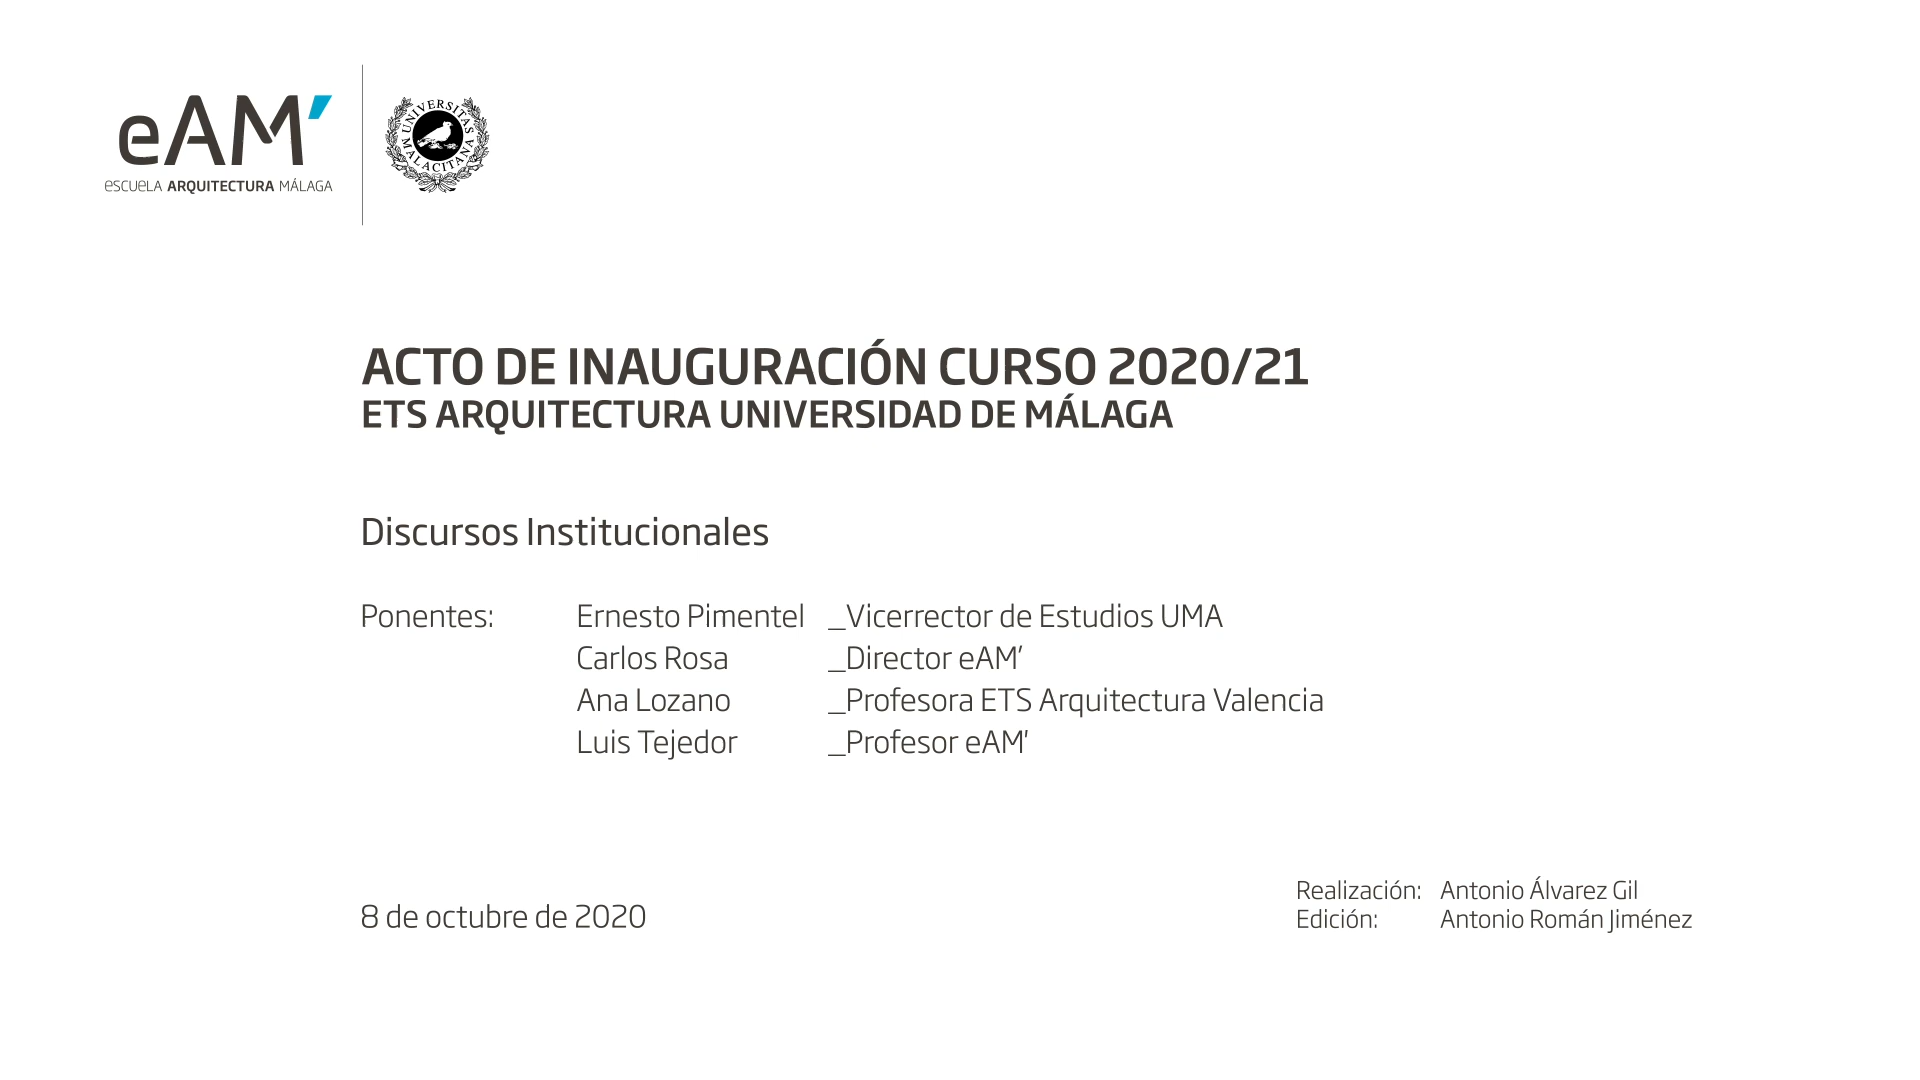 eAM'
ESCUELA ARQUITECTURA MÁLAGA
UNIVERSITAS MALACITANA
ACTO DE INAUGURACIÓN CURSO 2020/21
ETS ARQUITECTURA UNIVERSIDAD DE MÁLAGA
Discursos Institucionales
Ponentes: Ernesto Pimentel _Vicerrector de Estudios UMA
Carlos Rosa _Director eAM'
Ana Lozano _Profesora ETS Arquitectura Valencia
Luis Tejedor _Profesor eAM'
8 de octubre de 2020
Realización: Antonio Álvarez Gil
Edición: Antonio Román Jiménez